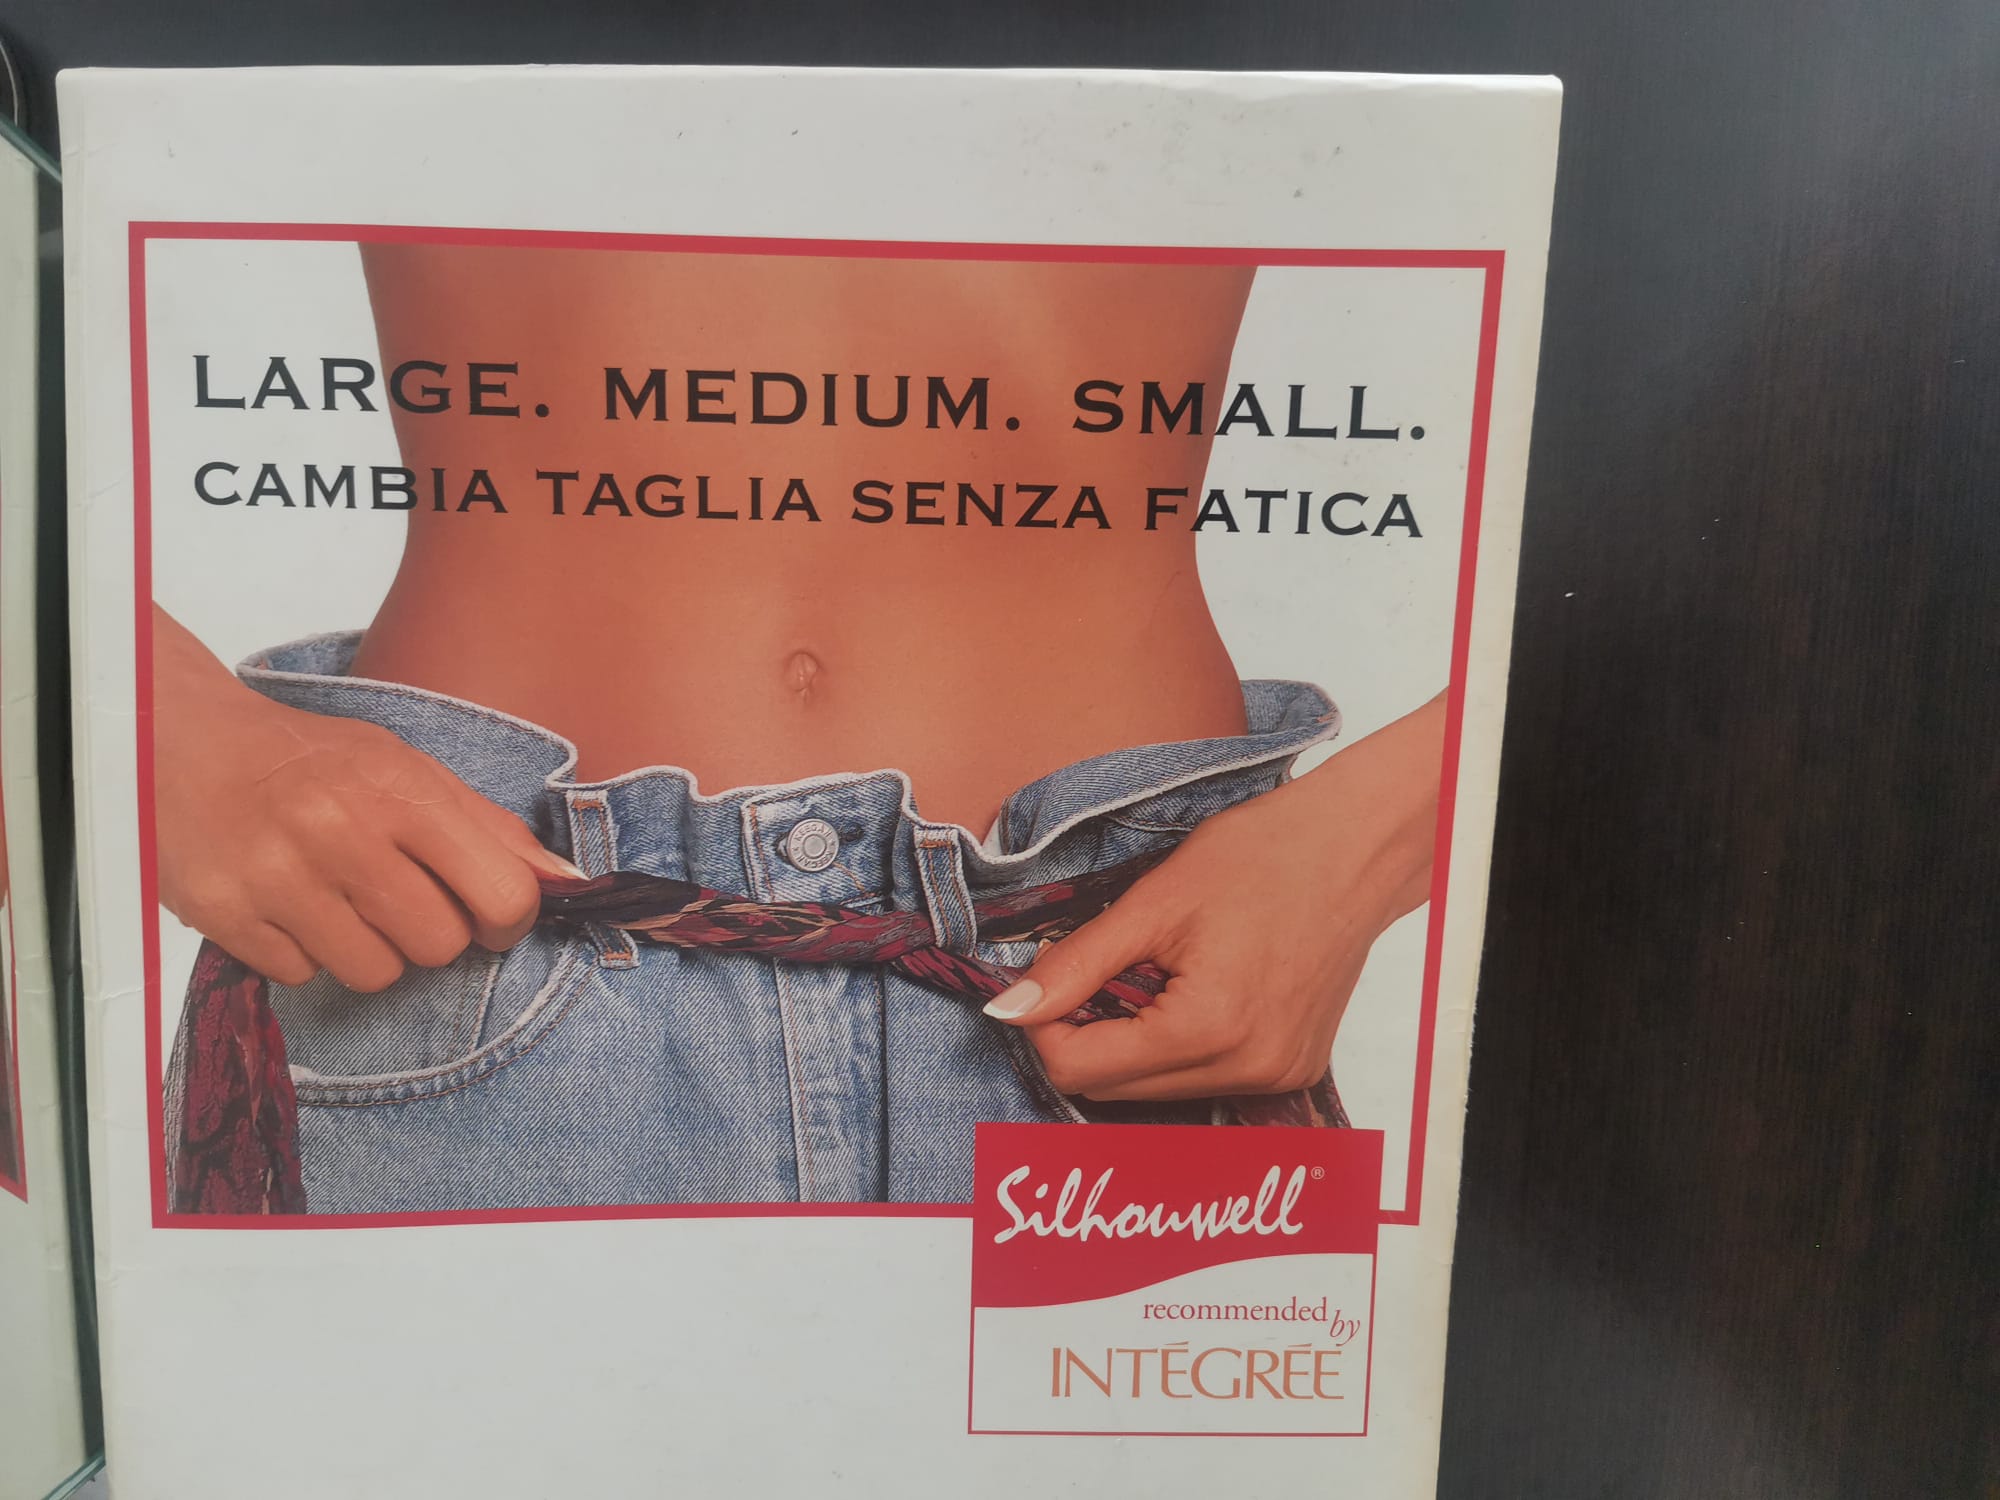 LARGE. MEDIUM. SMALL.
CAMBIA TAGLIA SENZA FATICA
Silhouwell®
recommended by
INTÉGRÉE